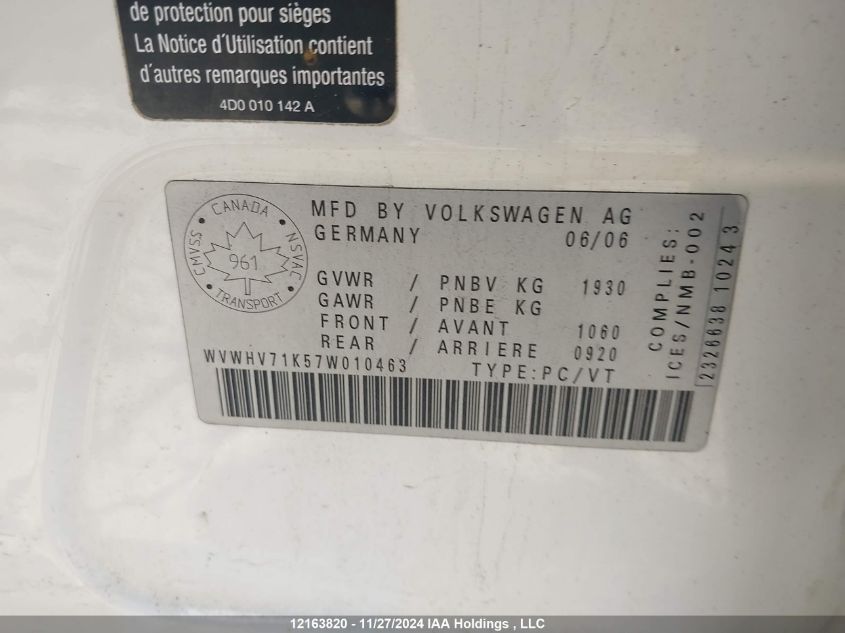 de protection pour sièges
La Notice d'Utilisation contient
d'autres remarques importantes
4D0 010 142 A
CANADA
CMVSS
NSVAC
961
TRANSPORT
MFD BY VOLKSWAGEN AG
GERMANY 06/06
GVWR / PNBV KG 1930
GAWR / PNBE KG
FRONT / AVANT 1060
REAR / ARRIERE 0920
WVWHV71K57W010463 TYPE:PC/VT
COMPLIES:
ICES/NMB-002
2326638 10243
12163820 - 11/27/2024 IAA Holdings , LLC